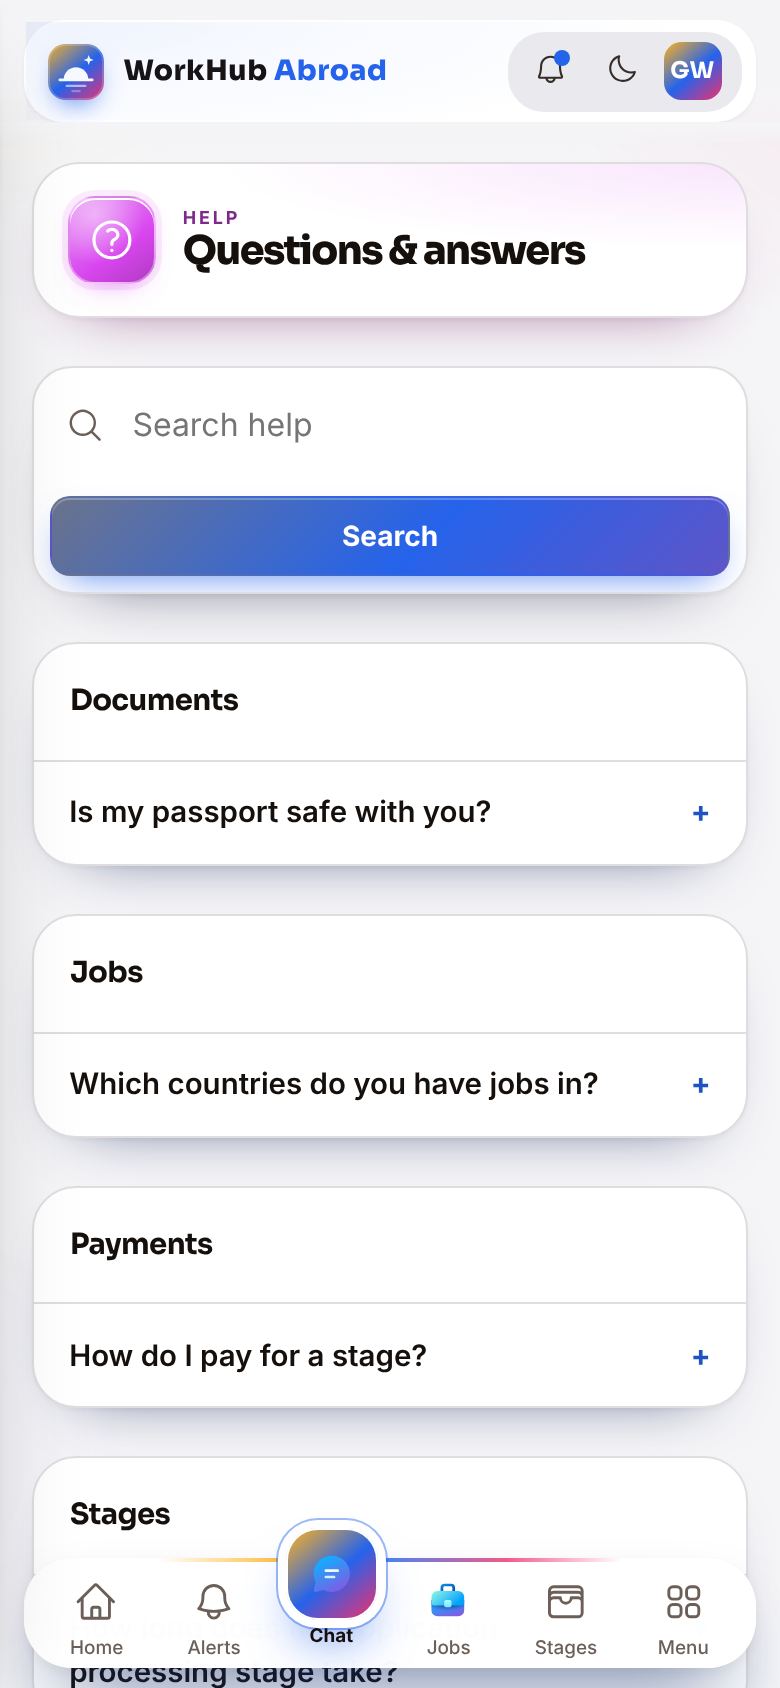 WorkHub Abroad
GW
HELP
Questions & answers
Search help
Search
Documents
Is my passport safe with you?
+
Jobs
Which countries do you have jobs in?
+
Payments
How do I pay for a stage?
+
Stages
processing stage take?
Home
Alerts
Chat
Jobs
Stages
Menu